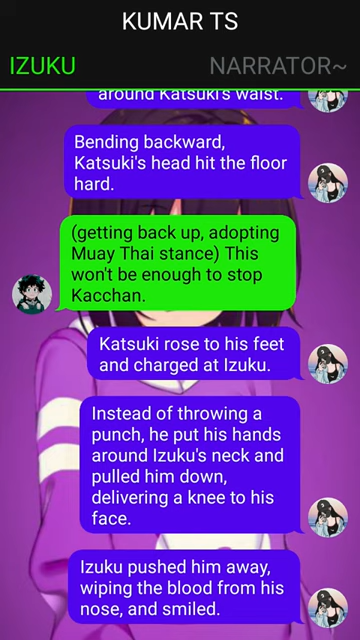 KUMAR TS
IZUKU
NARRATOR~
around Katsuki's waist.
Bending backward,
Katsuki's head hit the floor
hard.
(getting back up, adopting
Muay Thai stance) This
won't be enough to stop
Kacchan.
Katsuki rose to his feet
and charged at Izuku.
Instead of throwing a
punch, he put his hands
around Izuku's neck and
pulled him down,
delivering a knee to his
face.
Izuku pushed him away,
wiping the blood from his
nose, and smiled.